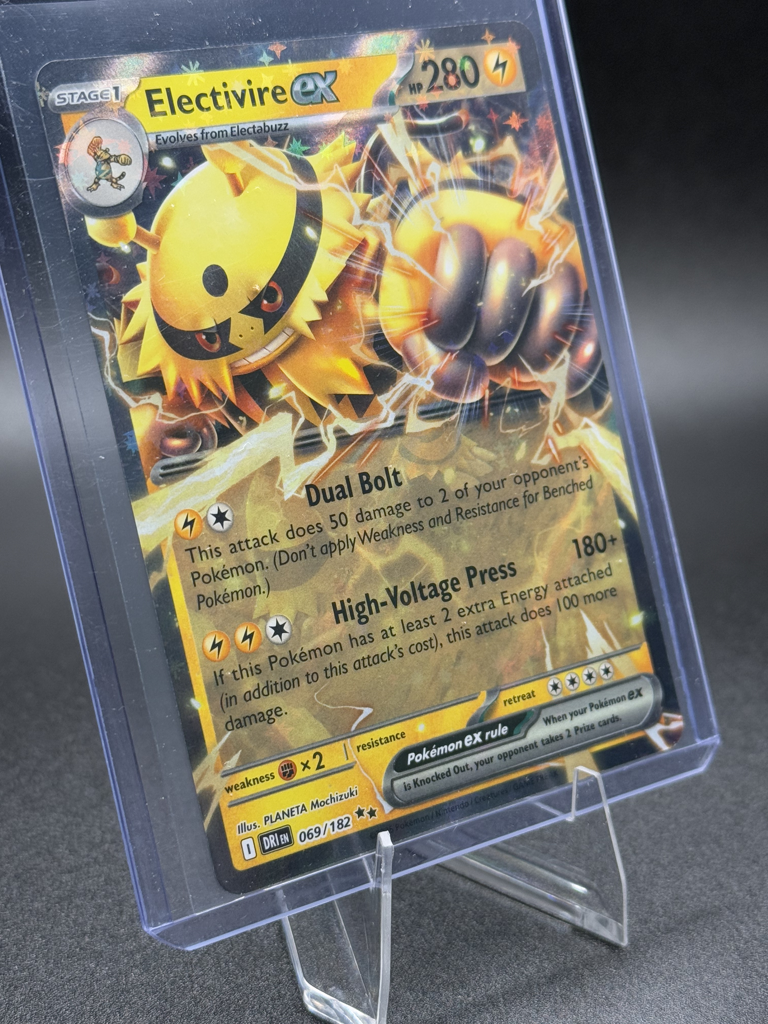 STAGE 1 Electivire ex HP 280
Evolves from Electabuzz
Dual Bolt
This attack does 50 damage to 2 of your opponent's
Pokémon. (Don't apply Weakness and Resistance for Benched
Pokémon.)
High-Voltage Press 180+
If this Pokémon has at least 2 extra Energy attached
(in addition to this attack's cost), this attack does 100 more
damage.
weakness ×2 resistance retreat
Pokémon ex rule When your Pokémon ex
is Knocked Out, your opponent takes 2 Prize cards.
Illus. PLANETA Mochizuki
I DRI EN 069/182